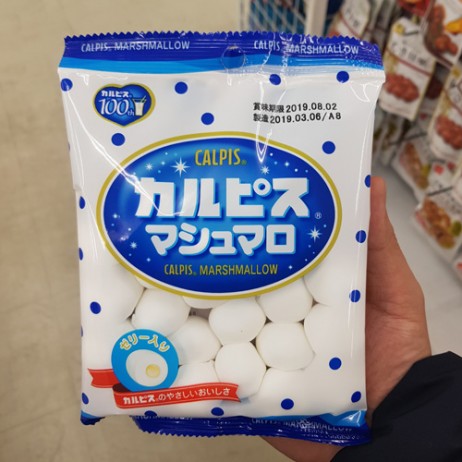 CALPIS® MARSHMALLOW
カルピス®
100th
賞味期限 2019.08.02
製造 2019.03.06/A8
CALPIS®
カルピス®
マシュマロ
CALPIS® MARSHMALLOW
ゼリー入り
カルピス®のやさしいおいしさ